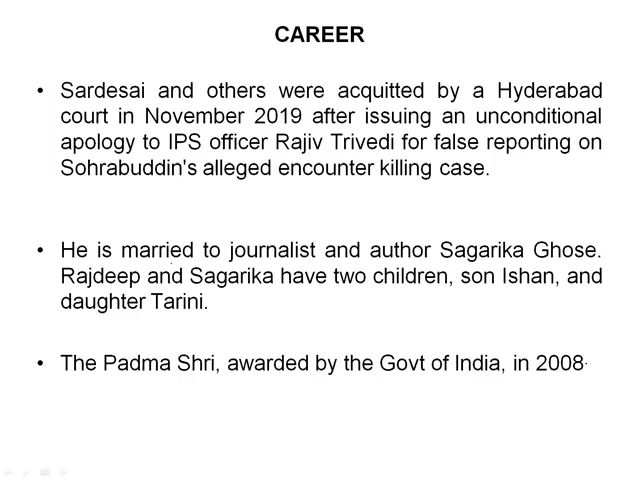 CAREER
• Sardesai and others were acquitted by a Hyderabad
court in November 2019 after issuing an unconditional
apology to IPS officer Rajiv Trivedi for false reporting on
Sohrabuddin's alleged encounter killing case.
• He is married to journalist and author Sagarika Ghose.
Rajdeep and Sagarika have two children, son Ishan, and
daughter Tarini.
• The Padma Shri, awarded by the Govt of India, in 2008